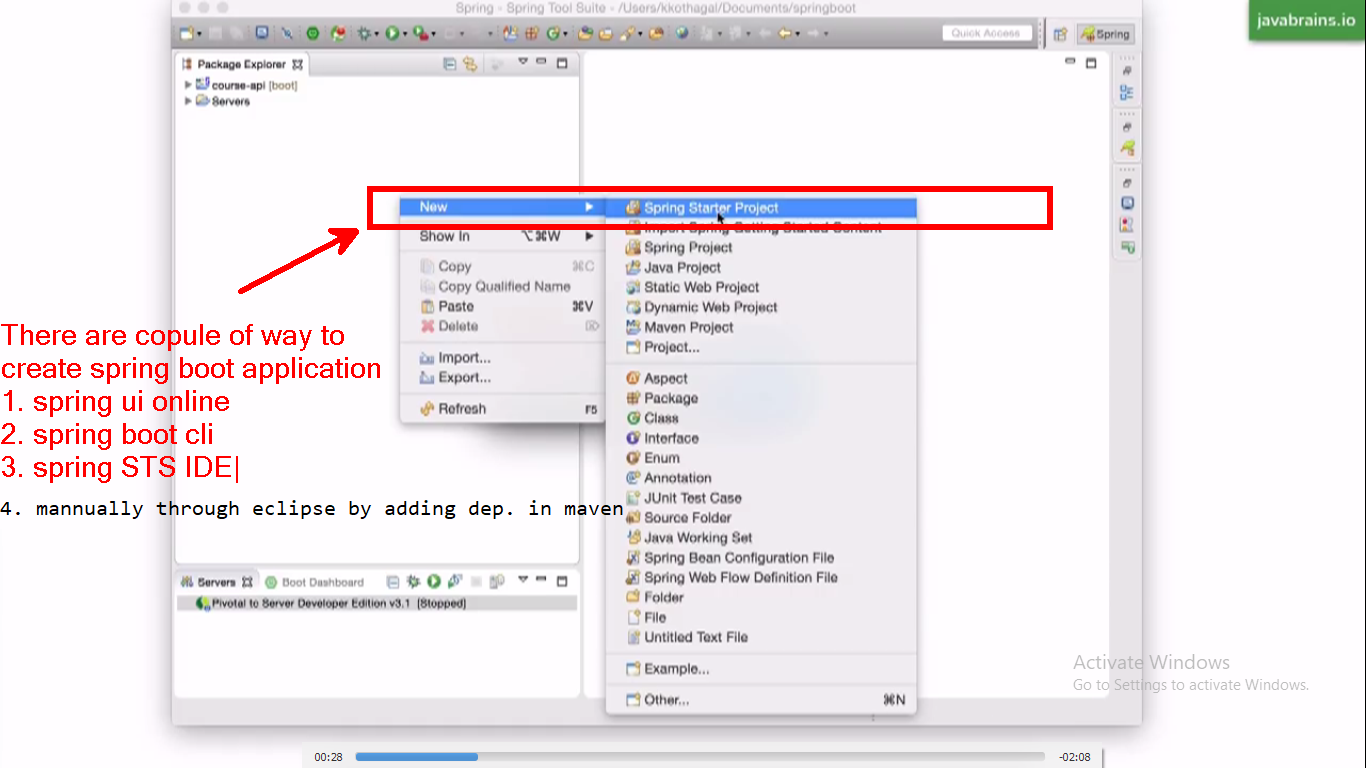 Spring - Spring Tool Suite - /Users/kkothagal/Documents/springboot
javabrains.io
Quick Access
Spring
Package Explorer
course-api [boot]
Servers
New
Show In ⌥⌘W
Copy ⌘C
Copy Qualified Name
Paste ⌘V
Delete
Import...
Export...
Refresh F5
Spring Starter Project
Import Spring Getting Started Content
Spring Project
Java Project
Static Web Project
Dynamic Web Project
Maven Project
Project...
Aspect
Package
Class
Interface
Enum
Annotation
JUnit Test Case
Source Folder
Java Working Set
Spring Bean Configuration File
Spring Web Flow Definition File
Folder
File
Untitled Text File
Example...
Other... ⌘N
There are copule of way to
create spring boot application
1. spring ui online
2. spring boot cli
3. spring STS IDE|
4. mannually through eclipse by adding dep. in maven
Servers
Boot Dashboard
Pivotal tc Server Developer Edition v3.1 [Stopped]
Activate Windows
Go to Settings to activate Windows.
00:28
-02:08